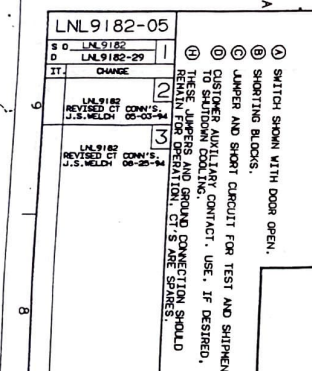 LNL9182-05
S O LNL9182
D LNL9182-29
1
IT. CHANGE
2
LNL9182
REVISED CT CONN'S.
J.S.WELCH 05-03-94
3
LNL9182
REVISED CT CONN'S.
J.S.WELCH 08-25-94
A SWITCH SHOWN WITH DOOR OPEN.
B SHORTING BLOCKS.
C JUMPER AND SHORT CURCUIT FOR TEST AND SHIPMEN
D CUSTOMER AUXILIARY CONTACT. USE, IF DESIRED,
TO SHUTDOWN COOLING.
H THESE JUMPERS AND GROUND CONNECTION SHOULD
REMAIN FOR OPERATION, CT'S ARE SPARES.
A
9
8